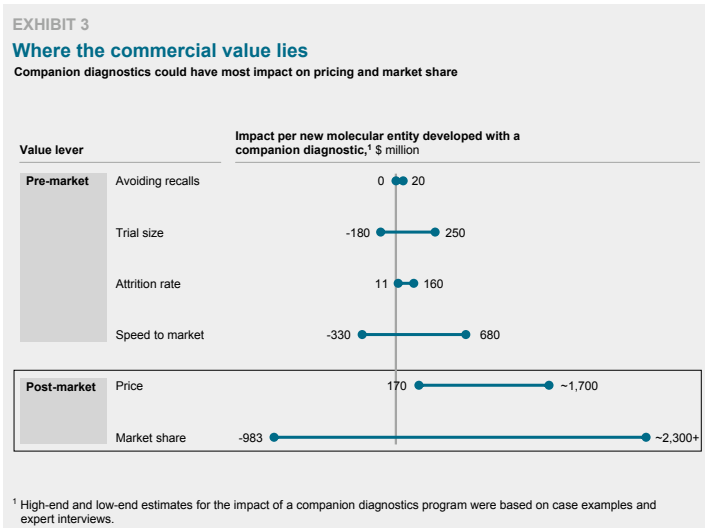 EXHIBIT 3
Where the commercial value lies
Companion diagnostics could have most impact on pricing and market share
Value lever
Impact per new molecular entity developed with a
companion diagnostic,1 $ million
Pre-market Avoiding recalls 0 20
Trial size -180 250
Attrition rate 11 160
Speed to market -330 680
Post-market Price 170 ~1,700
Market share -983 ~2,300+
1 High-end and low-end estimates for the impact of a companion diagnostics program were based on case examples and
expert interviews.